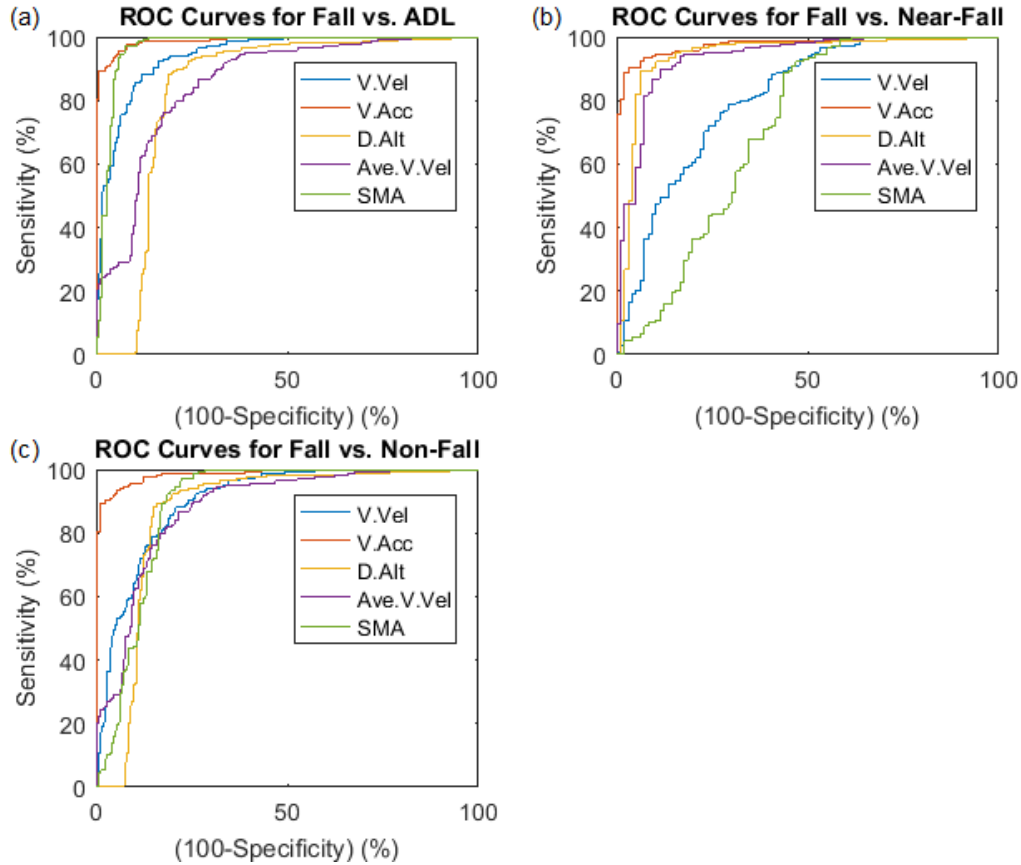 (a) ROC Curves for Fall vs. ADL
100
80
60
40
20
0
Sensitivity (%)
V.Vel
V.Acc
D.Alt
Ave.V.Vel
SMA
0 50 100
(100-Specificity) (%)
(b) ROC Curves for Fall vs. Near-Fall
100
80
60
40
20
0
Sensitivity (%)
V.Vel
V.Acc
D.Alt
Ave.V.Vel
SMA
0 50 100
(100-Specificity) (%)
(c) ROC Curves for Fall vs. Non-Fall
100
80
60
40
20
0
Sensitivity (%)
V.Vel
V.Acc
D.Alt
Ave.V.Vel
SMA
0 50 100
(100-Specificity) (%)